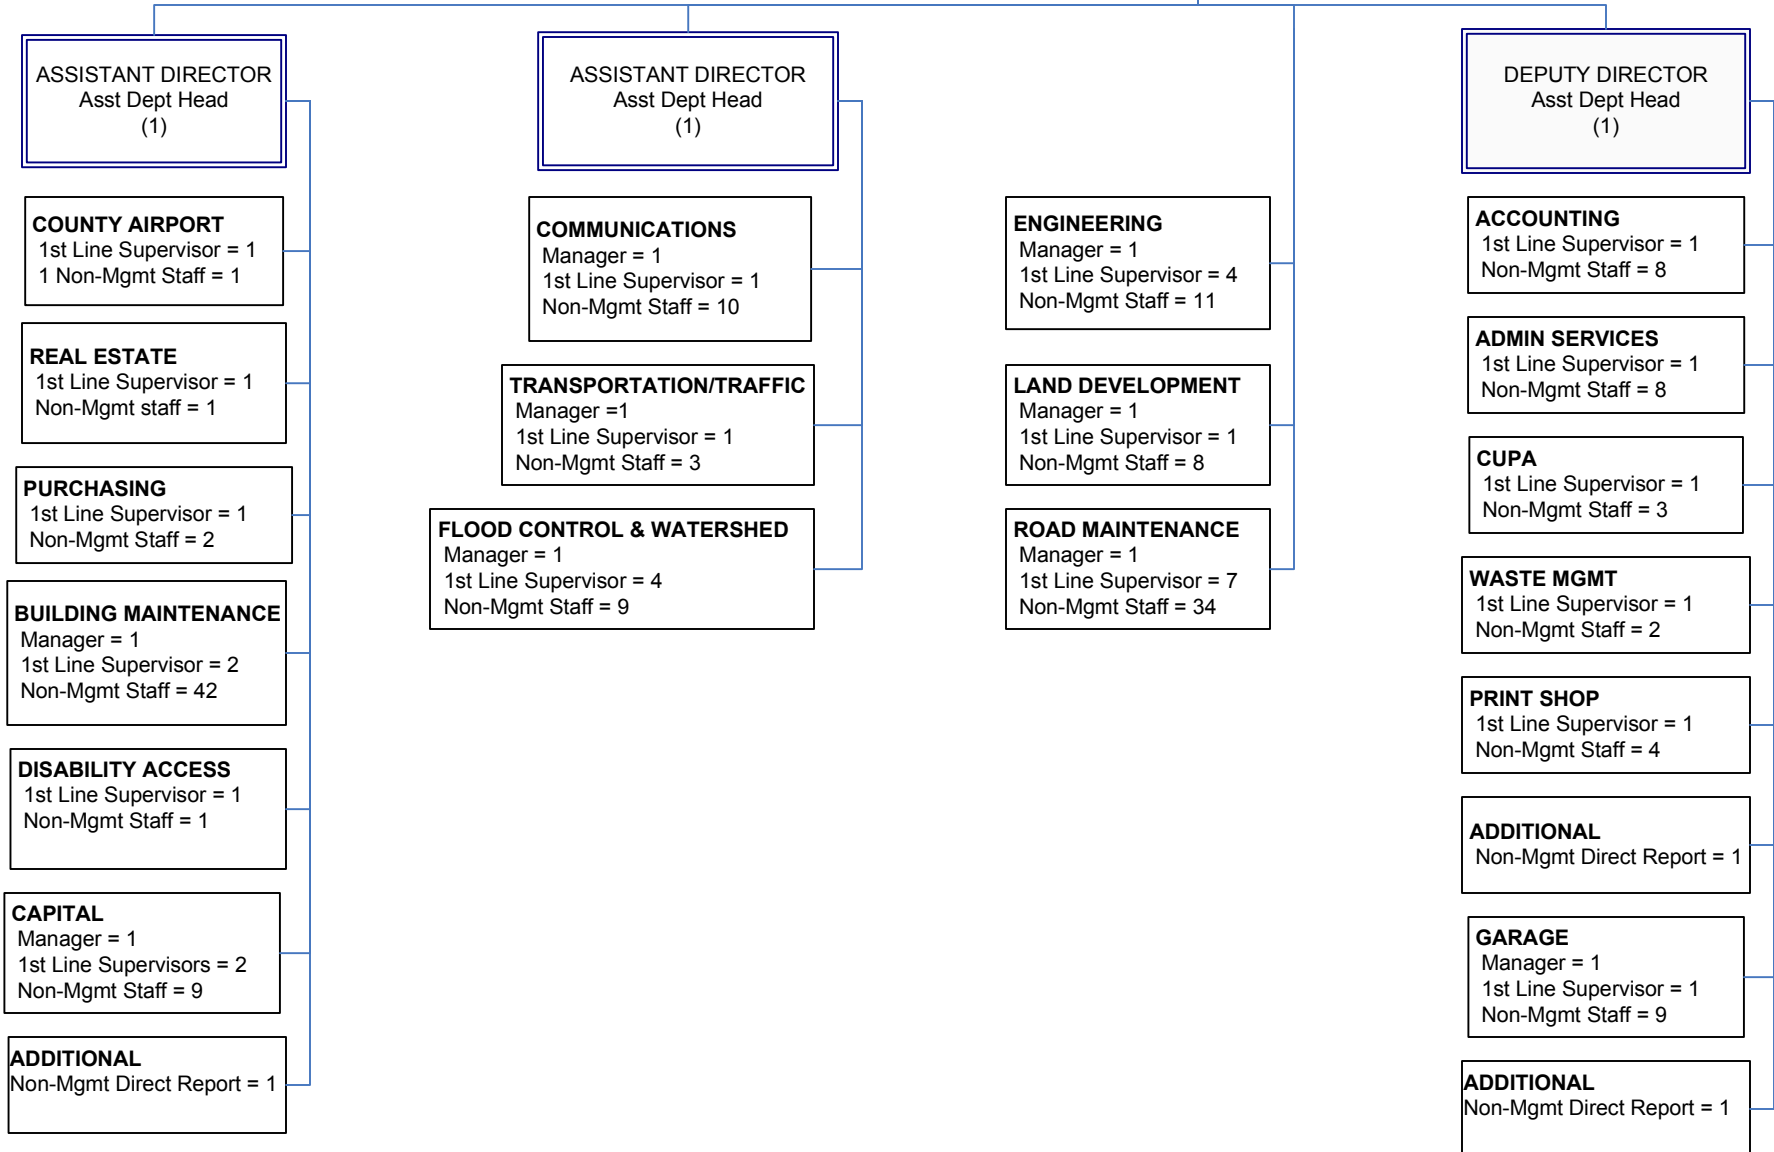 ASSISTANT DIRECTOR
Asst Dept Head
(1)
COUNTY AIRPORT
1st Line Supervisor = 1
1 Non-Mgmt Staff = 1
REAL ESTATE
1st Line Supervisor = 1
Non-Mgmt staff = 1
PURCHASING
1st Line Supervisor = 1
Non-Mgmt Staff = 2
BUILDING MAINTENANCE
Manager = 1
1st Line Supervisor = 2
Non-Mgmt Staff = 42
DISABILITY ACCESS
1st Line Supervisor = 1
Non-Mgmt Staff = 1
CAPITAL
Manager = 1
1st Line Supervisors = 2
Non-Mgmt Staff = 9
ADDITIONAL
Non-Mgmt Direct Report = 1
ASSISTANT DIRECTOR
Asst Dept Head
(1)
COMMUNICATIONS
Manager = 1
1st Line Supervisor = 1
Non-Mgmt Staff = 10
TRANSPORTATION/TRAFFIC
Manager =1
1st Line Supervisor = 1
Non-Mgmt Staff = 3
FLOOD CONTROL & WATERSHED
Manager = 1
1st Line Supervisor = 4
Non-Mgmt Staff = 9
ENGINEERING
Manager = 1
1st Line Supervisor = 4
Non-Mgmt Staff = 11
LAND DEVELOPMENT
Manager = 1
1st Line Supervisor = 1
Non-Mgmt Staff = 8
ROAD MAINTENANCE
Manager = 1
1st Line Supervisor = 7
Non-Mgmt Staff = 34
DEPUTY DIRECTOR
Asst Dept Head
(1)
ACCOUNTING
1st Line Supervisor = 1
Non-Mgmt Staff = 8
ADMIN SERVICES
1st Line Supervisor = 1
Non-Mgmt Staff = 8
CUPA
1st Line Supervisor = 1
Non-Mgmt Staff = 3
WASTE MGMT
1st Line Supervisor = 1
Non-Mgmt Staff = 2
PRINT SHOP
1st Line Supervisor = 1
Non-Mgmt Staff = 4
ADDITIONAL
Non-Mgmt Direct Report = 1
GARAGE
Manager = 1
1st Line Supervisor = 1
Non-Mgmt Staff = 9
ADDITIONAL
Non-Mgmt Direct Report = 1